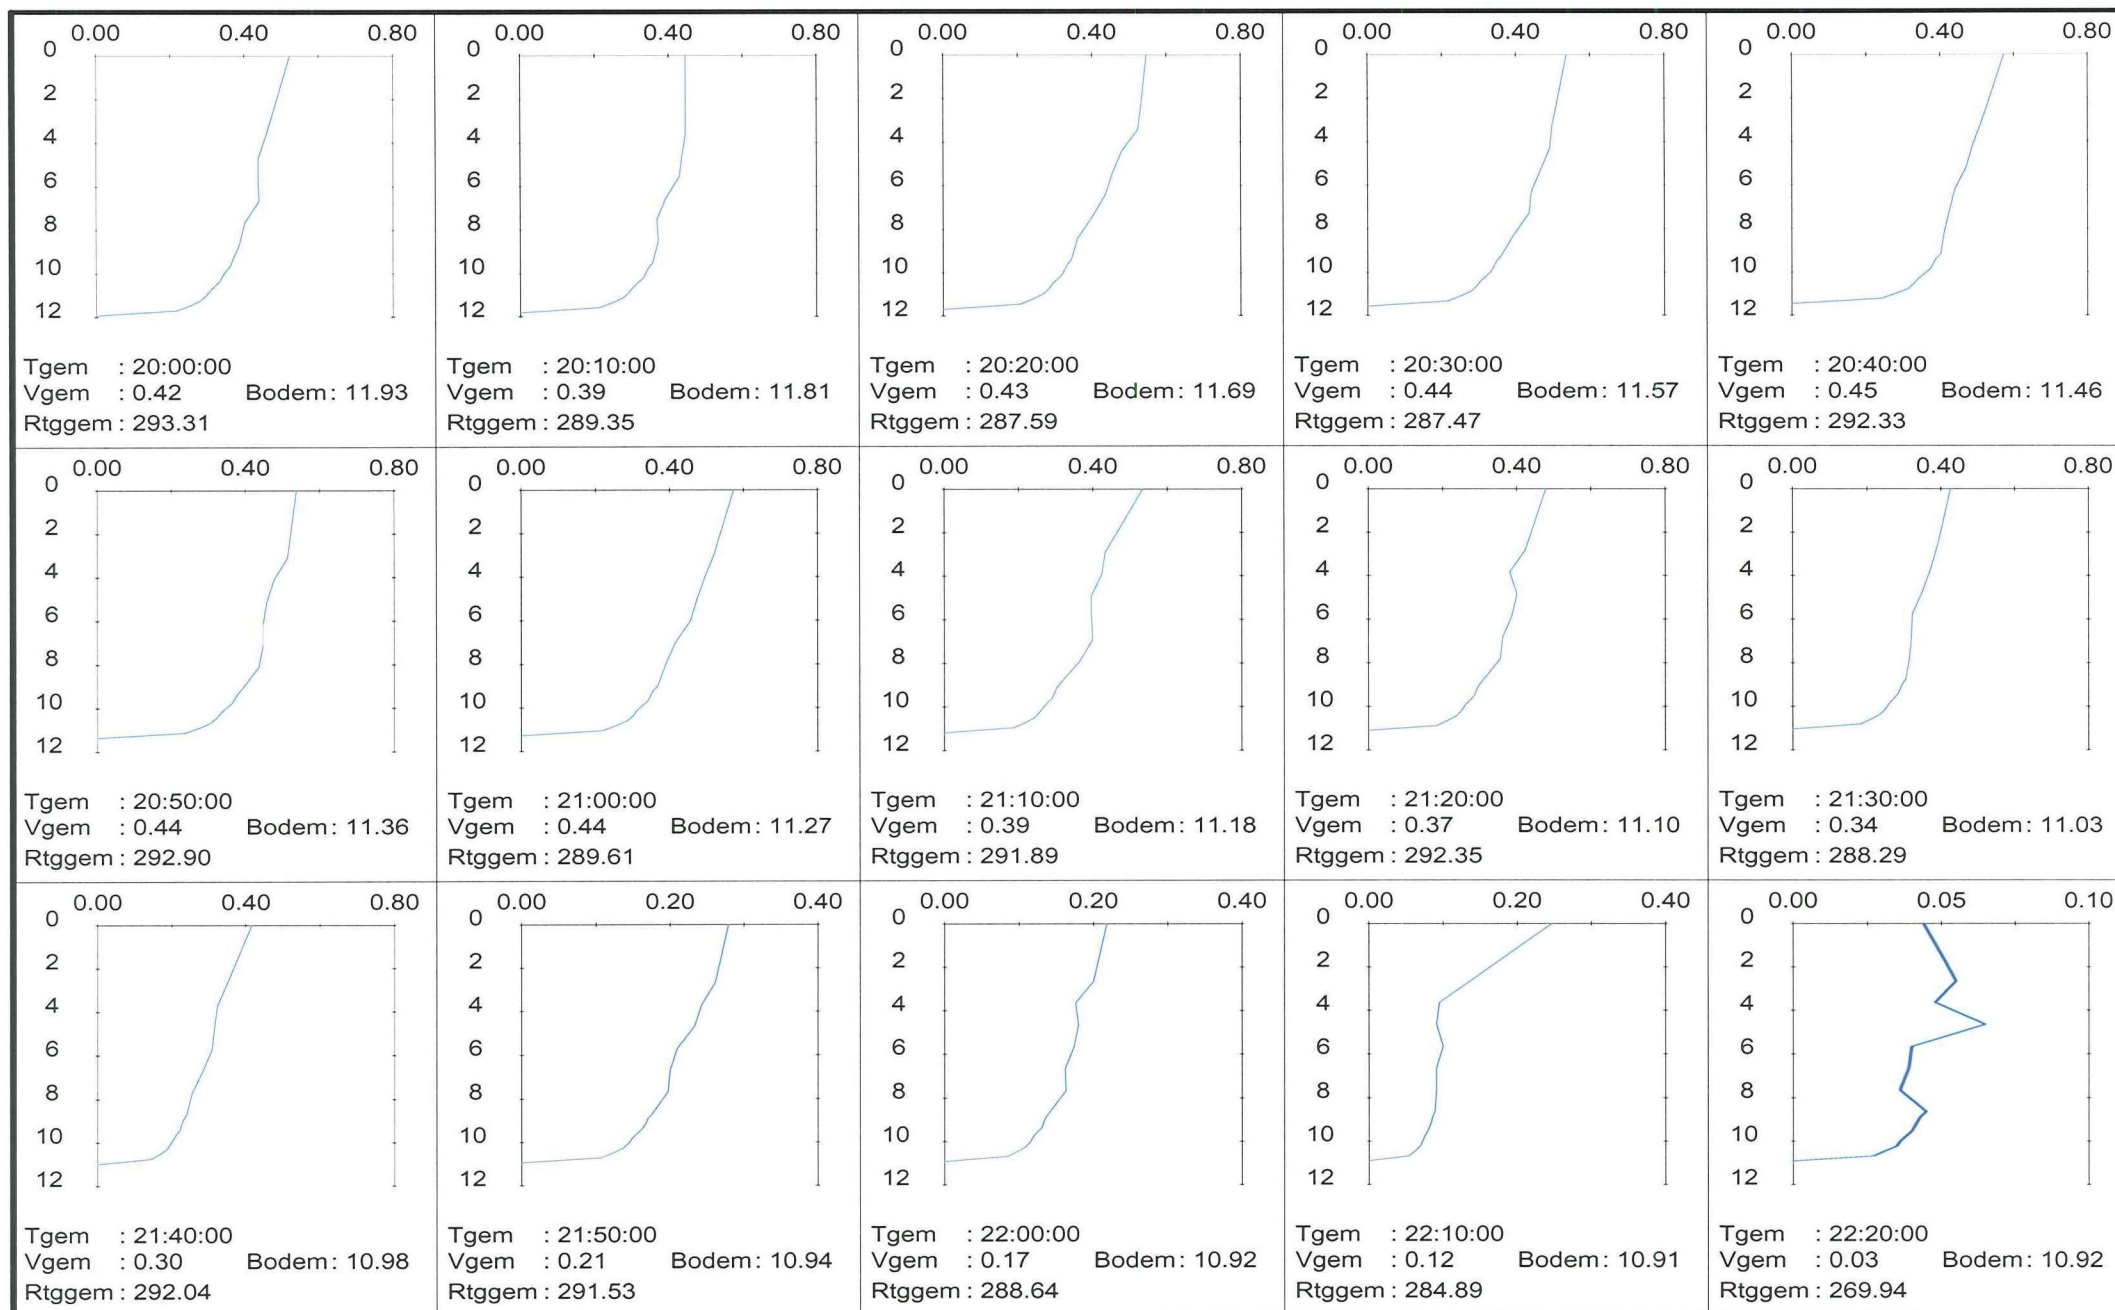 0.00 0.40 0.80
0
2
4
6
8
10
12
Tgem : 20:00:00
Vgem : 0.42 Bodem: 11.93
Rtggem : 293.31
0.00 0.40 0.80
0
2
4
6
8
10
12
Tgem : 20:10:00
Vgem : 0.39 Bodem: 11.81
Rtggem : 289.35
0.00 0.40 0.80
0
2
4
6
8
10
12
Tgem : 20:20:00
Vgem : 0.43 Bodem: 11.69
Rtggem : 287.59
0.00 0.40 0.80
0
2
4
6
8
10
12
Tgem : 20:30:00
Vgem : 0.44 Bodem: 11.57
Rtggem : 287.47
0.00 0.40 0.80
0
2
4
6
8
10
12
Tgem : 20:40:00
Vgem : 0.45 Bodem: 11.46
Rtggem : 292.33
0.00 0.40 0.80
0
2
4
6
8
10
12
Tgem : 20:50:00
Vgem : 0.44 Bodem: 11.36
Rtggem : 292.90
0.00 0.40 0.80
0
2
4
6
8
10
12
Tgem : 21:00:00
Vgem : 0.44 Bodem: 11.27
Rtggem : 289.61
0.00 0.40 0.80
0
2
4
6
8
10
12
Tgem : 21:10:00
Vgem : 0.39 Bodem: 11.18
Rtggem : 291.89
0.00 0.40 0.80
0
2
4
6
8
10
12
Tgem : 21:20:00
Vgem : 0.37 Bodem: 11.10
Rtggem : 292.35
0.00 0.40 0.80
0
2
4
6
8
10
12
Tgem : 21:30:00
Vgem : 0.34 Bodem: 11.03
Rtggem : 288.29
0.00 0.40 0.80
0
2
4
6
8
10
12
Tgem : 21:40:00
Vgem : 0.30 Bodem: 10.98
Rtggem : 292.04
0.00 0.20 0.40
0
2
4
6
8
10
12
Tgem : 21:50:00
Vgem : 0.21 Bodem: 10.94
Rtggem : 291.53
0.00 0.20 0.40
0
2
4
6
8
10
12
Tgem : 22:00:00
Vgem : 0.17 Bodem: 10.92
Rtggem : 288.64
0.00 0.20 0.40
0
2
4
6
8
10
12
Tgem : 22:10:00
Vgem : 0.12 Bodem: 10.91
Rtggem : 284.89
0.00 0.05 0.10
0
2
4
6
8
10
12
Tgem : 22:20:00
Vgem : 0.03 Bodem: 10.92
Rtggem : 269.94